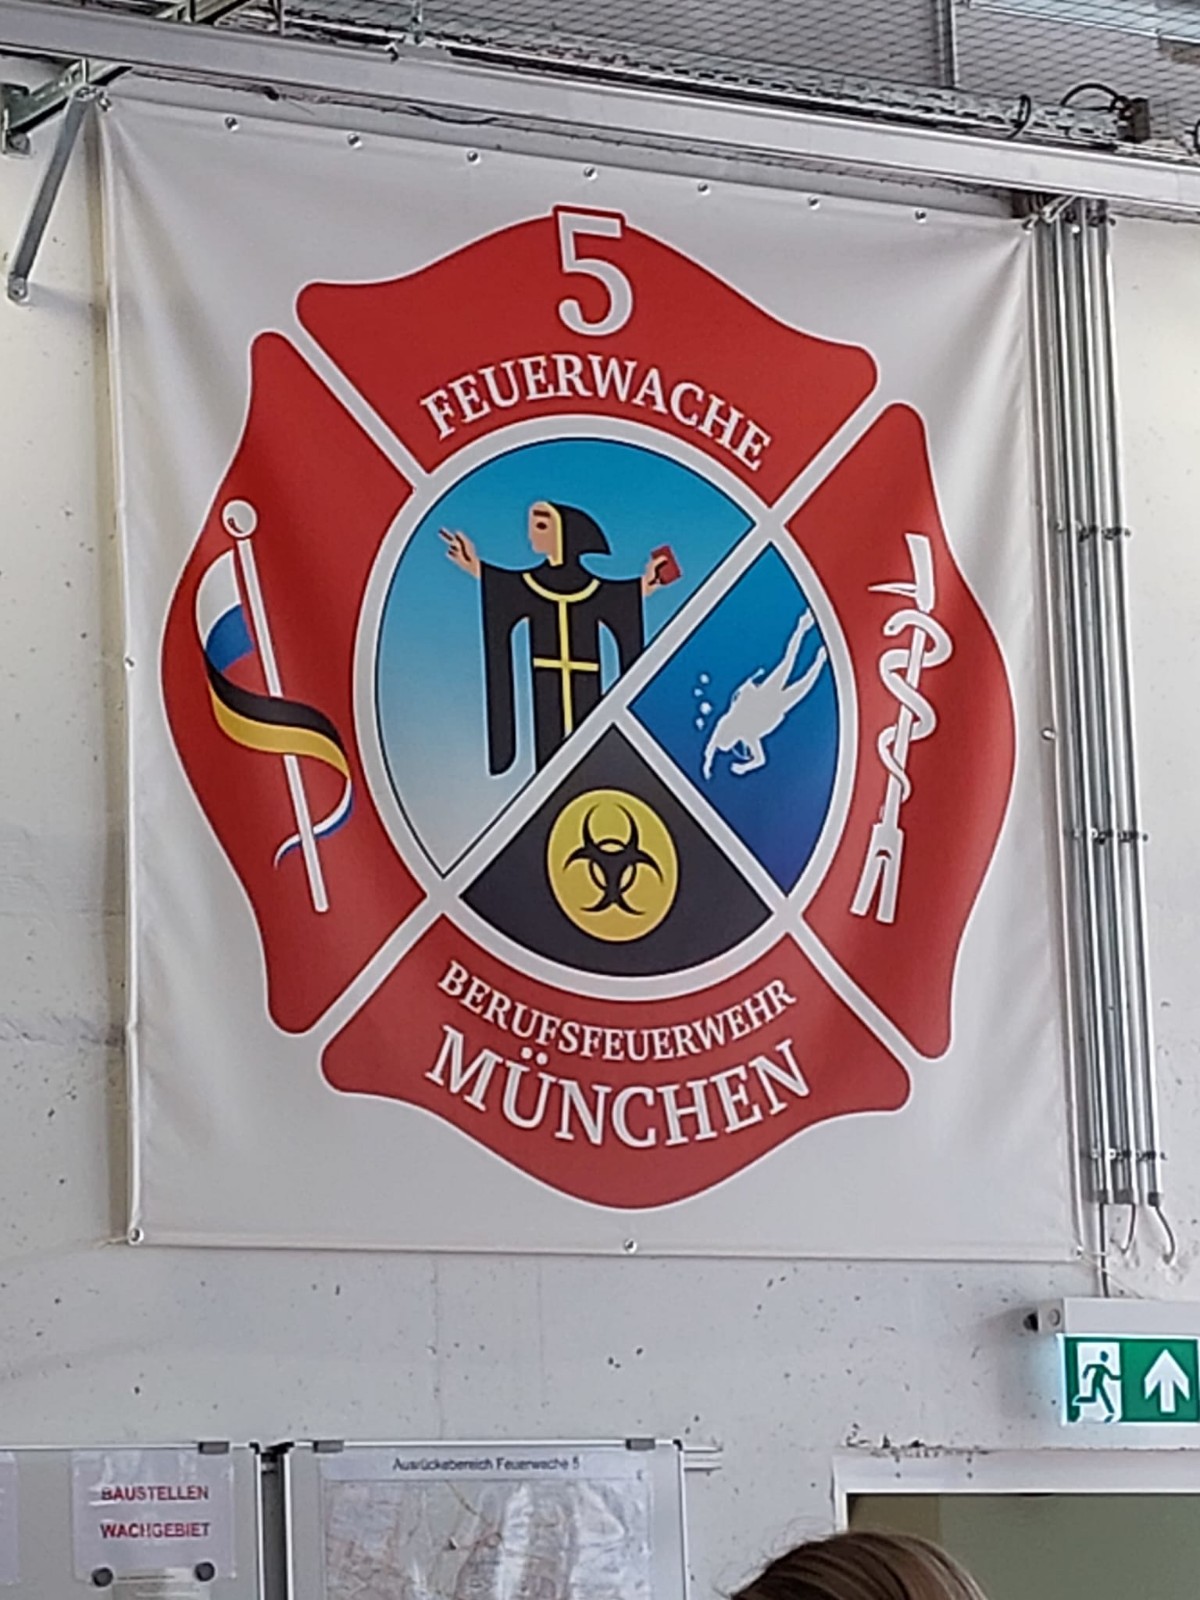 5
FEUERWACHE
BERUFSFEUERWEHR
MÜNCHEN
BAUSTELLEN
WACHGEBIET
Ausrückebereich Feuerwache 5